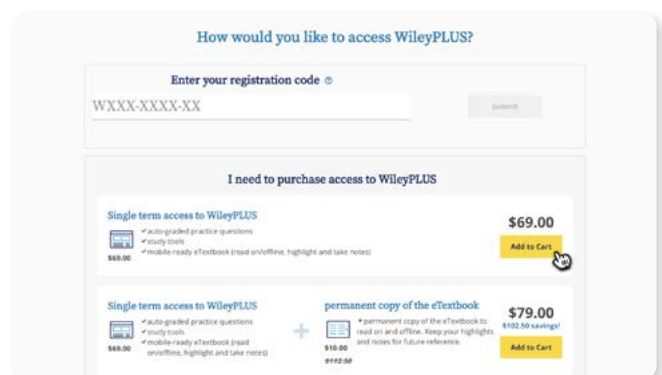 How would you like to access WileyPLUS?
Enter your registration code ?
WXXX-XXXX-XX
Submit
I need to purchase access to WileyPLUS
Single term access to WileyPLUS
✓auto-graded practice questions
✓study tools
✓mobile-ready eTextbook (read on/offline, highlight and take notes)
$69.00
$69.00
Add to Cart
Single term access to WileyPLUS
✓auto-graded practice questions
✓study tools
✓mobile-ready eTextbook (read
on/offline, highlight and take notes)
$69.00
+
permanent copy of the eTextbook
permanent copy of the eTextbook to
read on and offline. Keep your highlights
and notes for future reference.
$10.00
$112.50
$79.00
$102.50 savings!
Add to Cart